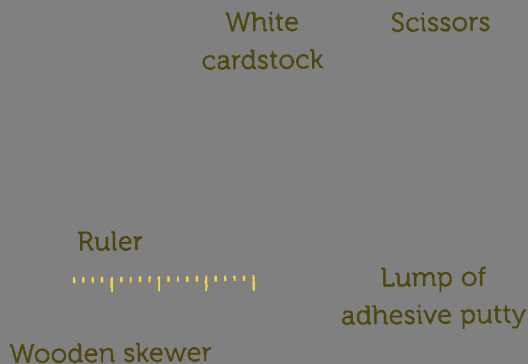 White
cardstock
Scissors
Ruler
Lump of
adhesive putty
Wooden skewer